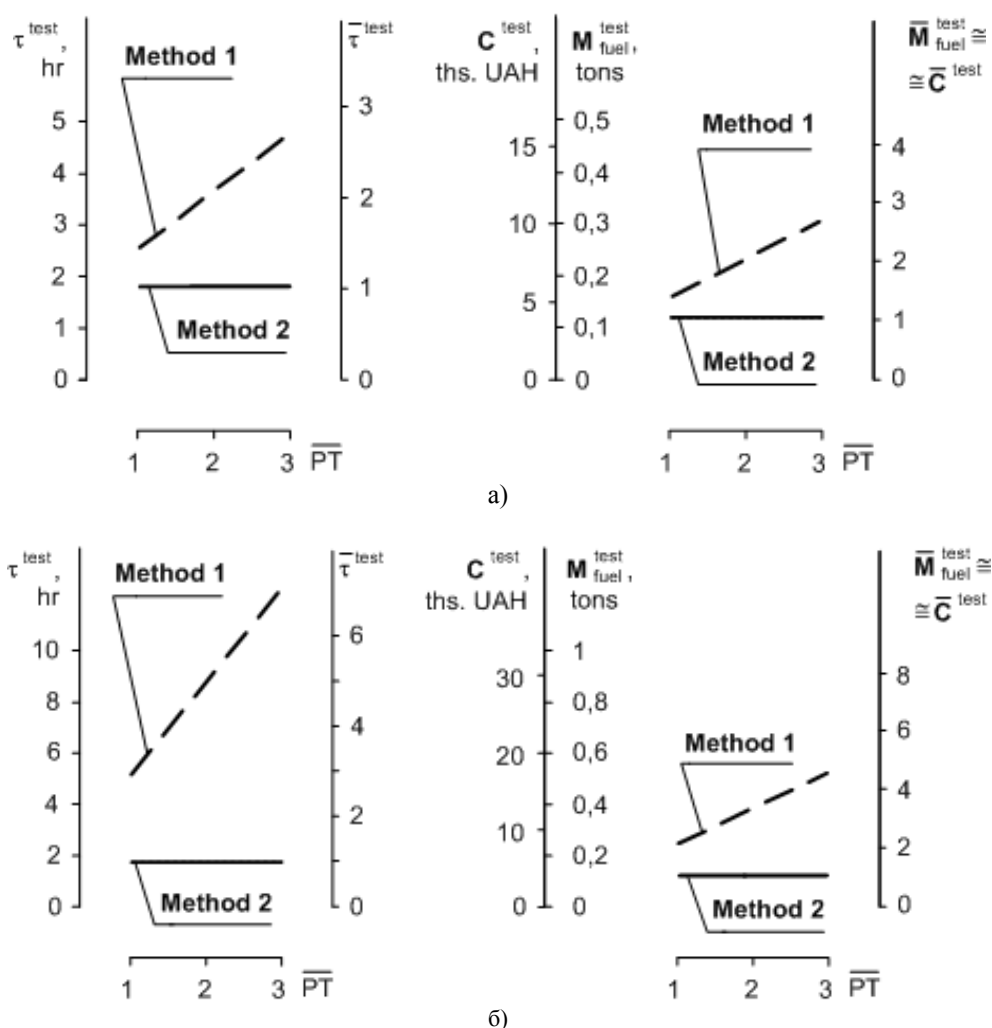 τ test, hr
τ̅ test
Method 1
5
4
3
2
1
0
3
2
1
0
Method 2
1 2 3 P̅T̅
C test, ths. UAH
M test fuel, tons
M̅ test fuel ≅
≅ C̅ test
Method 1
15
10
5
0
0,5
0,4
0,3
0,2
0,1
0
4
3
2
1
0
Method 2
1 2 3 P̅T̅
а)
τ test, hr
τ̅ test
Method 1
10
8
6
4
2
0
6
4
2
0
Method 2
1 2 3 P̅T̅
C test, ths. UAH
M test fuel, tons
M̅ test fuel ≅
≅ C̅ test
Method 1
30
20
10
0
1
0,8
0,6
0,4
0,2
0
8
6
4
2
0
Method 2
1 2 3 P̅T̅
б)